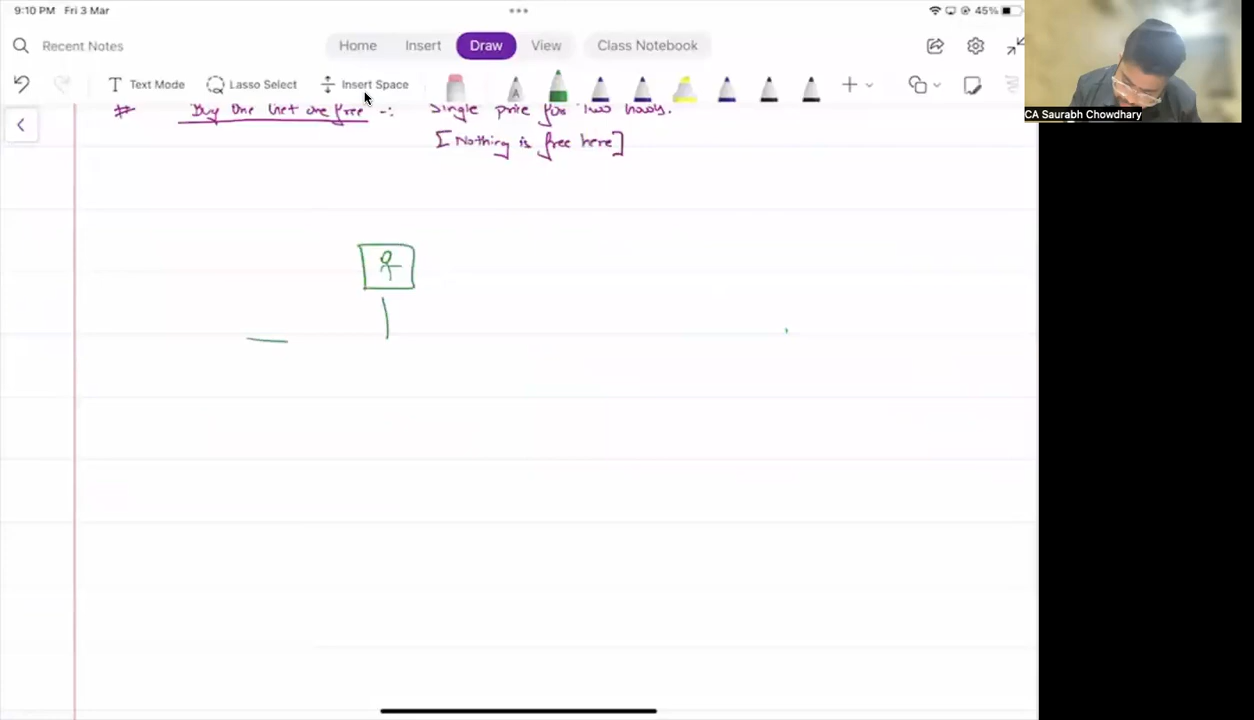 9:10 PM Fri 3 Mar
45%
Recent Notes
Home Insert Draw View Class Notebook
Text Mode Lasso Select Insert Space
A
# Buy One Get one free -: Single price for Two
[Nothing is free here]
CA Saurabh Chowdhary